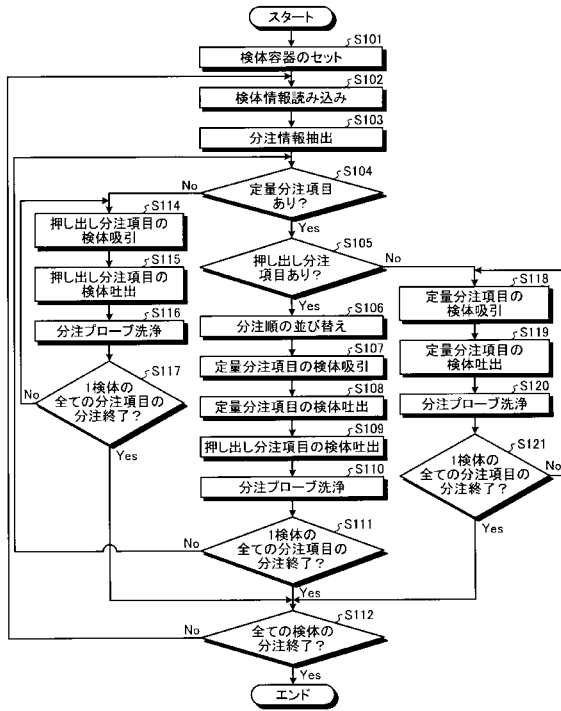 スタート
S101
検体容器のセット
S102
検体情報読み込み
S103
分注情報抽出
S104
定量分注項目
あり?
No
Yes
S105
押し出し分注
項目あり?
No
Yes
S106
分注順の並び替え
S107
定量分注項目の検体吸引
S108
定量分注項目の検体吐出
S109
押し出し分注項目の検体吐出
S110
分注プローブ洗浄
S111
1検体の
全ての分注項目の
分注終了?
No
Yes
S112
全ての検体の
分注終了?
No
Yes
エンド
S114
押し出し分注項目の
検体吸引
S115
押し出し分注項目の
検体吐出
S116
分注プローブ洗浄
S117
1検体の
全ての分注項目の
分注終了?
No
Yes
S118
定量分注項目の
検体吸引
S119
定量分注項目の
検体吐出
S120
分注プローブ洗浄
S121
1検体の
全ての分注項目の
分注終了?
No
Yes